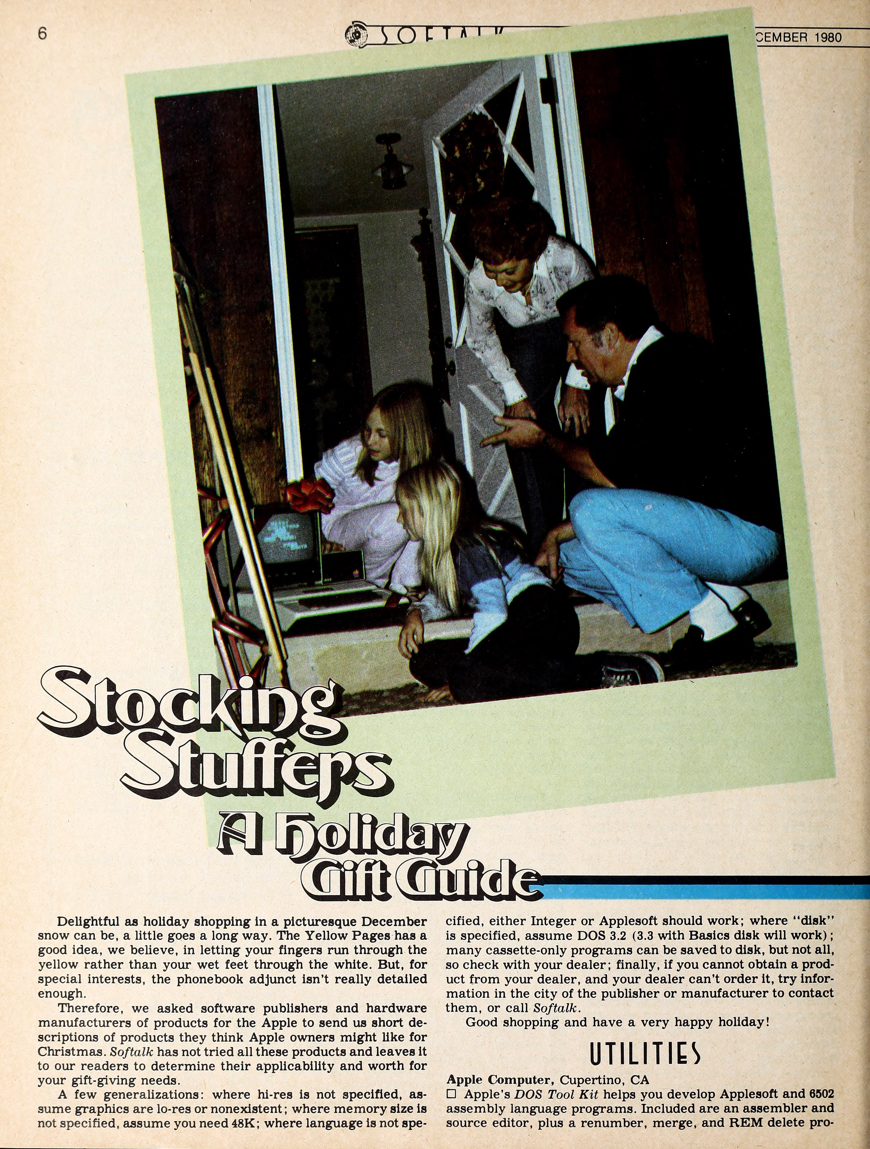 6
SOFTALK
CEMBER 1980
Stocking
Stuffers
A Holiday
Gift Guide
Delightful as holiday shopping in a picturesque December
snow can be, a little goes a long way. The Yellow Pages has a
good idea, we believe, in letting your fingers run through the
yellow rather than your wet feet through the white. But, for
special interests, the phonebook adjunct isn't really detailed
enough.
Therefore, we asked software publishers and hardware
manufacturers of products for the Apple to send us short de-
scriptions of products they think Apple owners might like for
Christmas. Softalk has not tried all these products and leaves it
to our readers to determine their applicability and worth for
your gift-giving needs.
A few generalizations: where hi-res is not specified, as-
sume graphics are lo-res or nonexistent; where memory size is
not specified, assume you need 48K; where language is not spe-
cified, either Integer or Applesoft should work; where "disk"
is specified, assume DOS 3.2 (3.3 with Basics disk will work);
many cassette-only programs can be saved to disk, but not all,
so check with your dealer; finally, if you cannot obtain a prod-
uct from your dealer, and your dealer can't order it, try infor-
mation in the city of the publisher or manufacturer to contact
them, or call Softalk.
Good shopping and have a very happy holiday!
UTILITIES
Apple Computer, Cupertino, CA
☐ Apple's DOS Tool Kit helps you develop Applesoft and 6502
assembly language programs. Included are an assembler and
source editor, plus a renumber, merge, and REM delete pro-